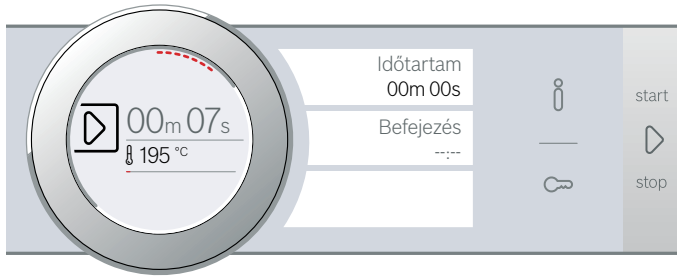 00m 07s
195 °C
Időtartam
00m 00s
Befejezés
--:--
start
stop